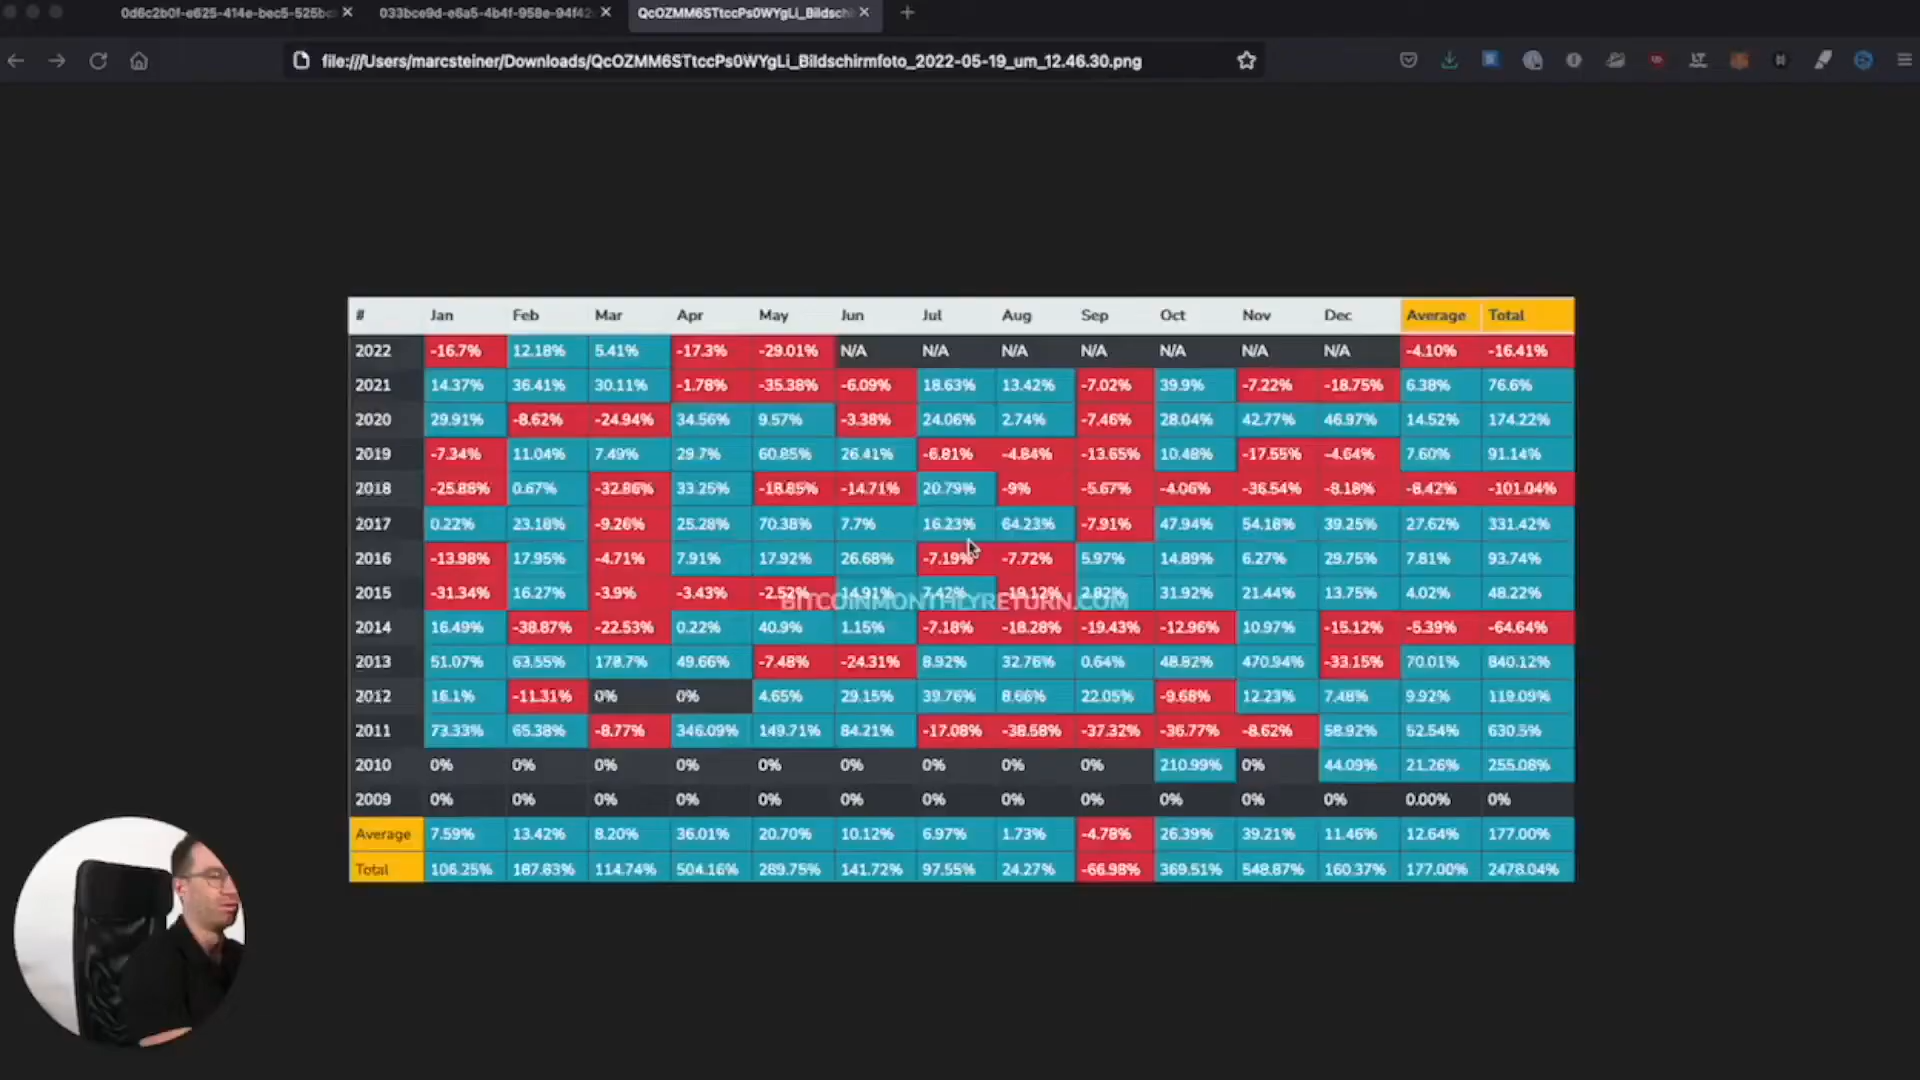 0d6c2b0f-e625-414e-bec5-525bc 033bce9d-e6a5-4b4f-958e-94f42 QcOZMM6STtccPs0WYgLi_Bildschi
file:///Users/marcsteiner/Downloads/QcOZMM6STtccPs0WYgLi_Bildschirmfoto_2022-05-19_um_12.46.30.png
# Jan Feb Mar Apr May Jun Jul Aug Sep Oct Nov Dec Average Total
2022 -16.7% 12.18% 5.41% -17.3% -29.01% N/A N/A N/A N/A N/A N/A N/A -4.10% -16.41%
2021 14.37% 36.41% 30.11% -1.78% -35.38% -6.09% 18.63% 13.42% -7.02% 39.9% -7.22% -18.75% 6.38% 76.6%
2020 29.91% -8.62% -24.94% 34.56% 9.57% -3.38% 24.06% 2.74% -7.46% 28.04% 42.77% 46.97% 14.52% 174.22%
2019 -7.34% 11.04% 7.49% 29.7% 60.85% 26.41% -6.81% -4.84% -13.65% 10.48% -17.55% -4.64% 7.60% 91.14%
2018 -25.88% 0.67% -32.86% 33.25% -18.85% -14.71% 20.79% -9% -5.67% -4.06% -36.54% -8.18% -8.42% -101.04%
2017 0.22% 23.18% -9.26% 25.28% 70.38% 7.7% 16.23% 64.23% -7.91% 47.94% 54.18% 39.25% 27.62% 331.42%
2016 -13.98% 17.95% -4.71% 7.91% 17.92% 26.68% -7.19% -7.72% 5.97% 14.89% 6.27% 29.75% 7.81% 93.74%
2015 -31.34% 16.27% -3.9% -3.43% -2.52% 14.91% 7.42% -19.12% 2.82% 31.92% 21.44% 13.75% 4.02% 48.22%
BITCOINMONTHLYRETURN.COM
2014 16.49% -38.87% -22.53% 0.22% 40.9% 1.15% -7.18% -18.28% -19.43% -12.96% 10.97% -15.12% -5.39% -64.64%
2013 51.07% 63.55% 178.7% 49.66% -7.48% -24.31% 8.92% 32.76% 0.64% 48.82% 470.94% -33.15% 70.01% 840.12%
2012 16.1% -11.31% 0% 0% 4.65% 29.15% 39.76% 8.66% 22.05% -9.68% 12.23% 7.48% 9.92% 119.09%
2011 73.33% 65.38% -8.77% 346.09% 149.71% 84.21% -17.08% -38.58% -37.32% -36.77% -8.62% 58.92% 52.54% 630.5%
2010 0% 0% 0% 0% 0% 0% 0% 0% 0% 210.99% 0% 44.09% 21.26% 255.08%
2009 0% 0% 0% 0% 0% 0% 0% 0% 0% 0% 0% 0% 0.00% 0%
Average 7.59% 13.42% 8.20% 36.01% 20.70% 10.12% 6.97% 1.73% -4.78% 26.39% 39.21% 11.46% 12.64% 177.00%
Total 106.25% 187.83% 114.74% 504.16% 289.75% 141.72% 97.55% 24.27% -66.98% 369.51% 548.87% 160.37% 177.00% 2478.04%